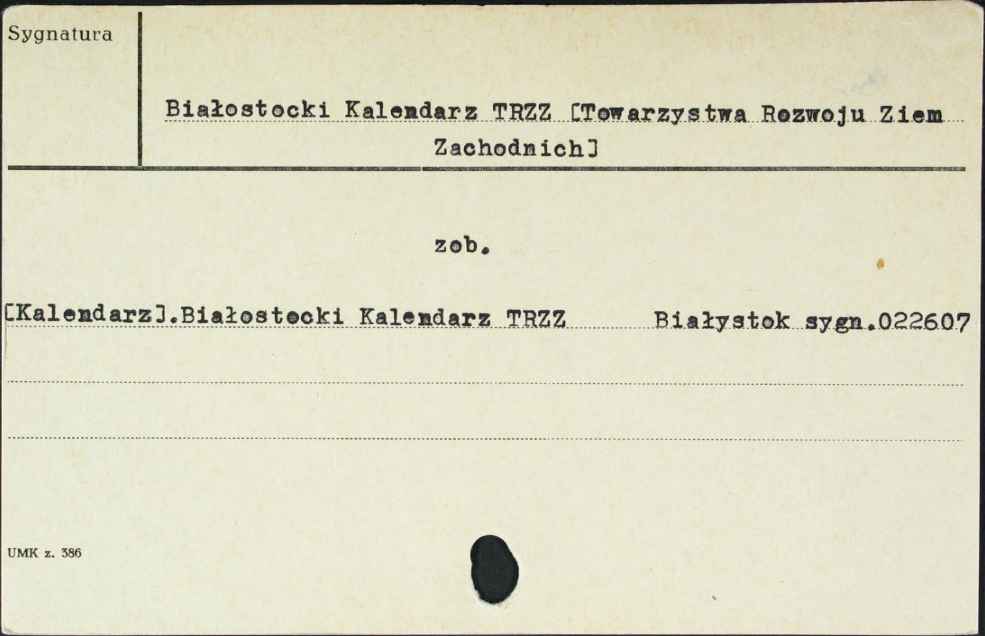 Sygnatura
Białostocki Kalendarz TRZZ [Towarzystwa Rozwoju Ziem
Zachodnich]
zob.
[Kalendarz].Białostocki Kalendarz TRZZ Białystok sygn.022607
UMK z. 386